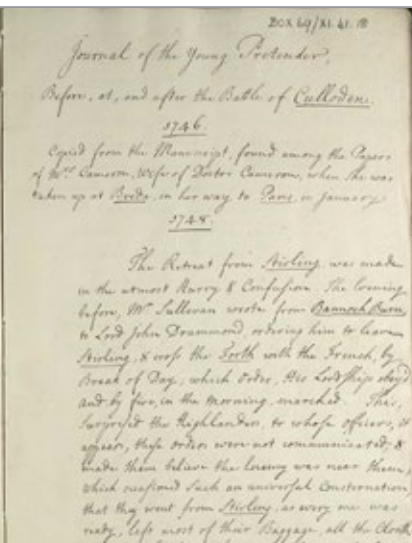 BOX 69/XI.41.18
Journal of the Young Pretender,
Before, at, and after the Battle of Culloden.
1746.
Copied from the Manuscript, found among the Papers
of Mrs Cameron, Wife of Doctor Cameron, when she was
taken up at Breda, in her way to Paris, in January
1748.
The Retreat from Stirling was made
in the utmost Hurry & Confusion. The Evening
before, Mr Sullivan wrote from Bannock Burn,
to Lord John Drummond ordering him to leave
Stirling, & cross the Forth with the French, by
Break of Day; which Order, His Lordship obey'd
and by five, in the Morning, marched. This,
surprized the Highlanders, to whose officers, it
appears, these orders were not communicated; &
made them believe the Enemy was near them;
which occasioned such an universal Consternation,
that they went from Stirling, as every one was
ready, left most of their Baggage, all the